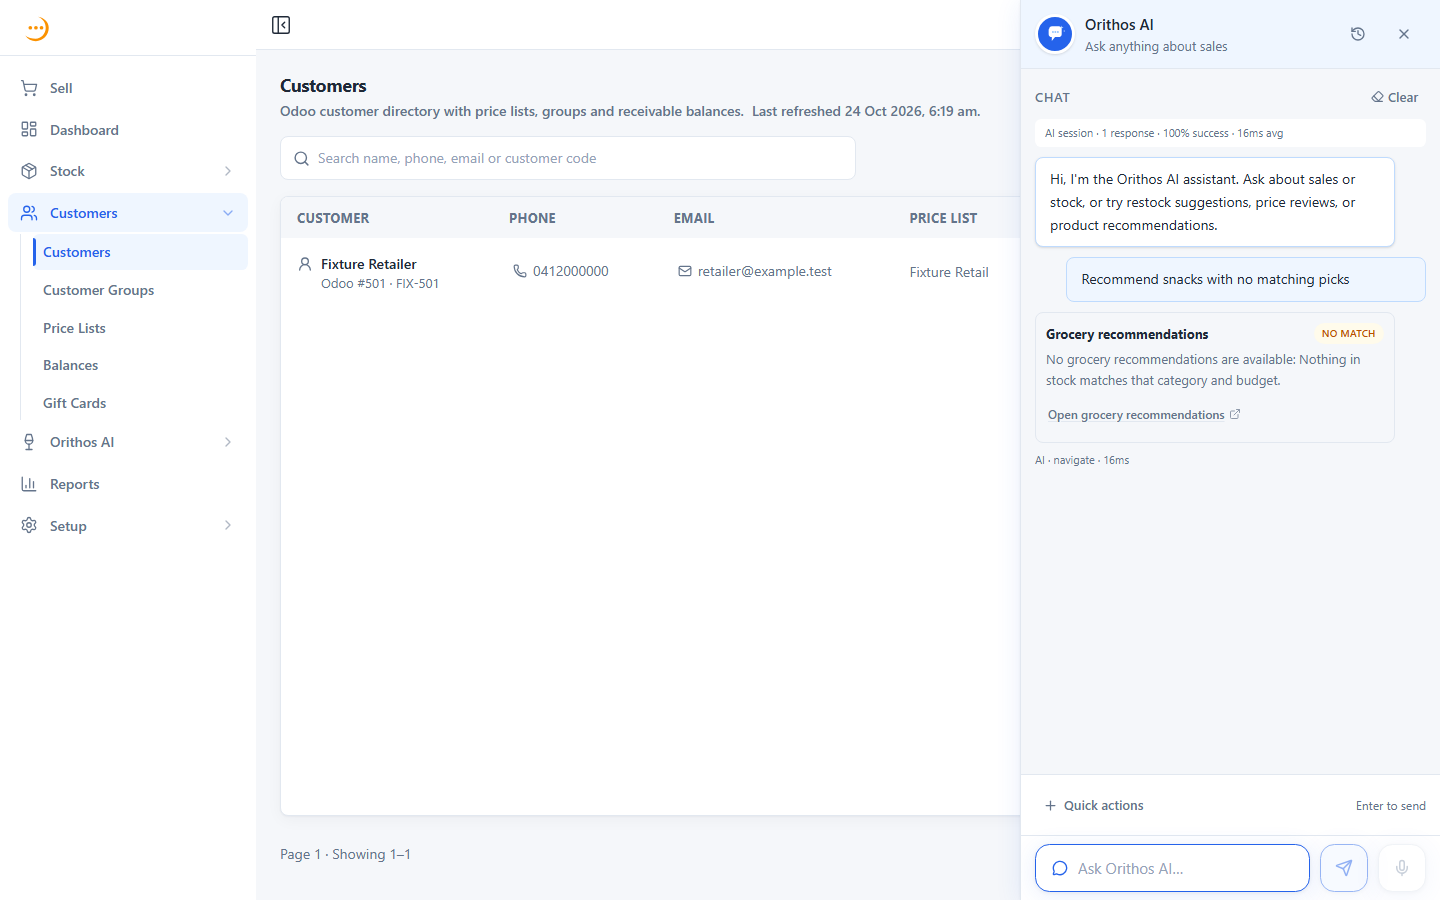 Sell
Dashboard
Stock
Customers
Customers
Customer Groups
Price Lists
Balances
Gift Cards
Orithos AI
Reports
Setup
Customers
Odoo customer directory with price lists, groups and receivable balances. Last refreshed 24 Oct 2026, 6:19 am.
Search name, phone, email or customer code
CUSTOMER PHONE EMAIL PRICE LIST
Fixture Retailer
Odoo #501 · FIX-501
0412000000
retailer@example.test
Fixture Retail
Page 1 · Showing 1–1
Orithos AI
Ask anything about sales
CHAT
Clear
AI session · 1 response · 100% success · 16ms avg
Hi, I'm the Orithos AI assistant. Ask about sales or
stock, or try restock suggestions, price reviews, or
product recommendations.
Recommend snacks with no matching picks
Grocery recommendations
NO MATCH
No grocery recommendations are available: Nothing in
stock matches that category and budget.
Open grocery recommendations
AI · navigate · 16ms
Quick actions
Enter to send
Ask Orithos AI...